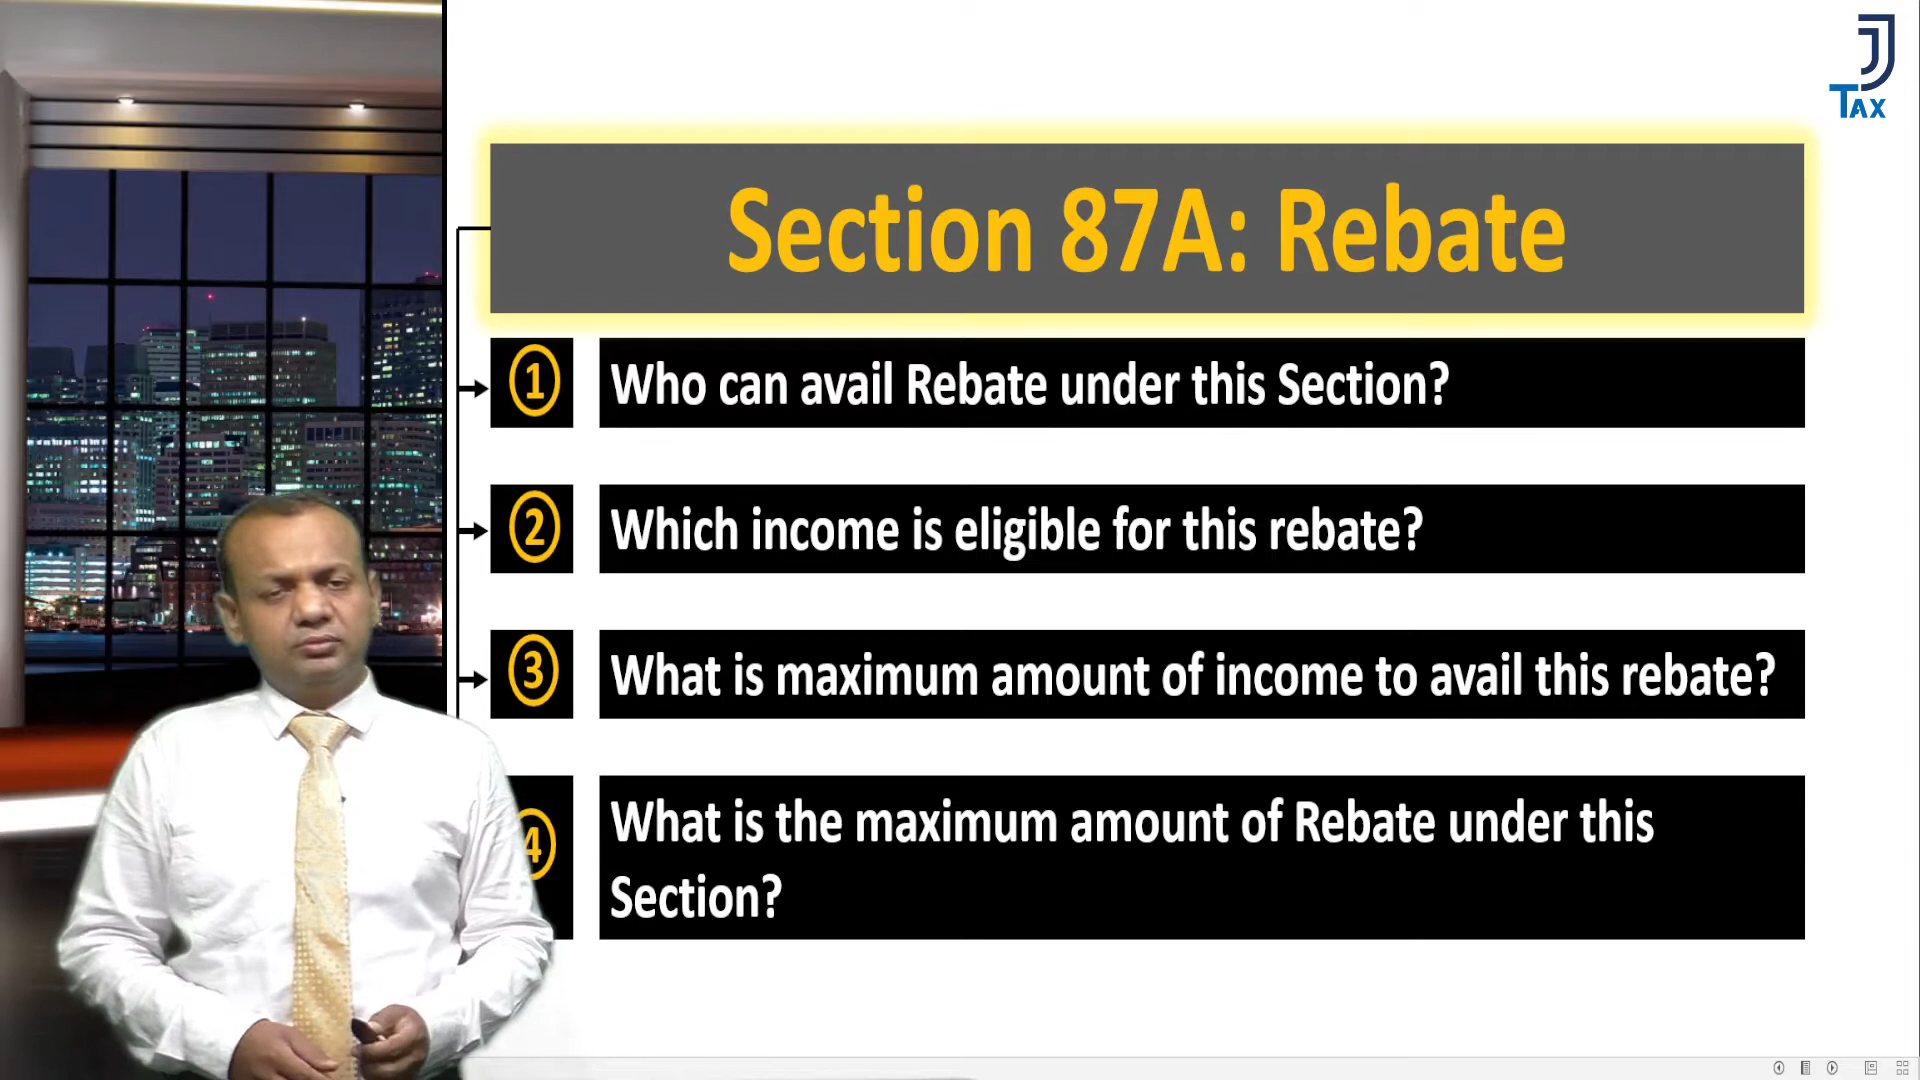 J
TAX
Section 87A: Rebate
1 Who can avail Rebate under this Section?
2 Which income is eligible for this rebate?
3 What is maximum amount of income to avail this rebate?
4 What is the maximum amount of Rebate under this
Section?